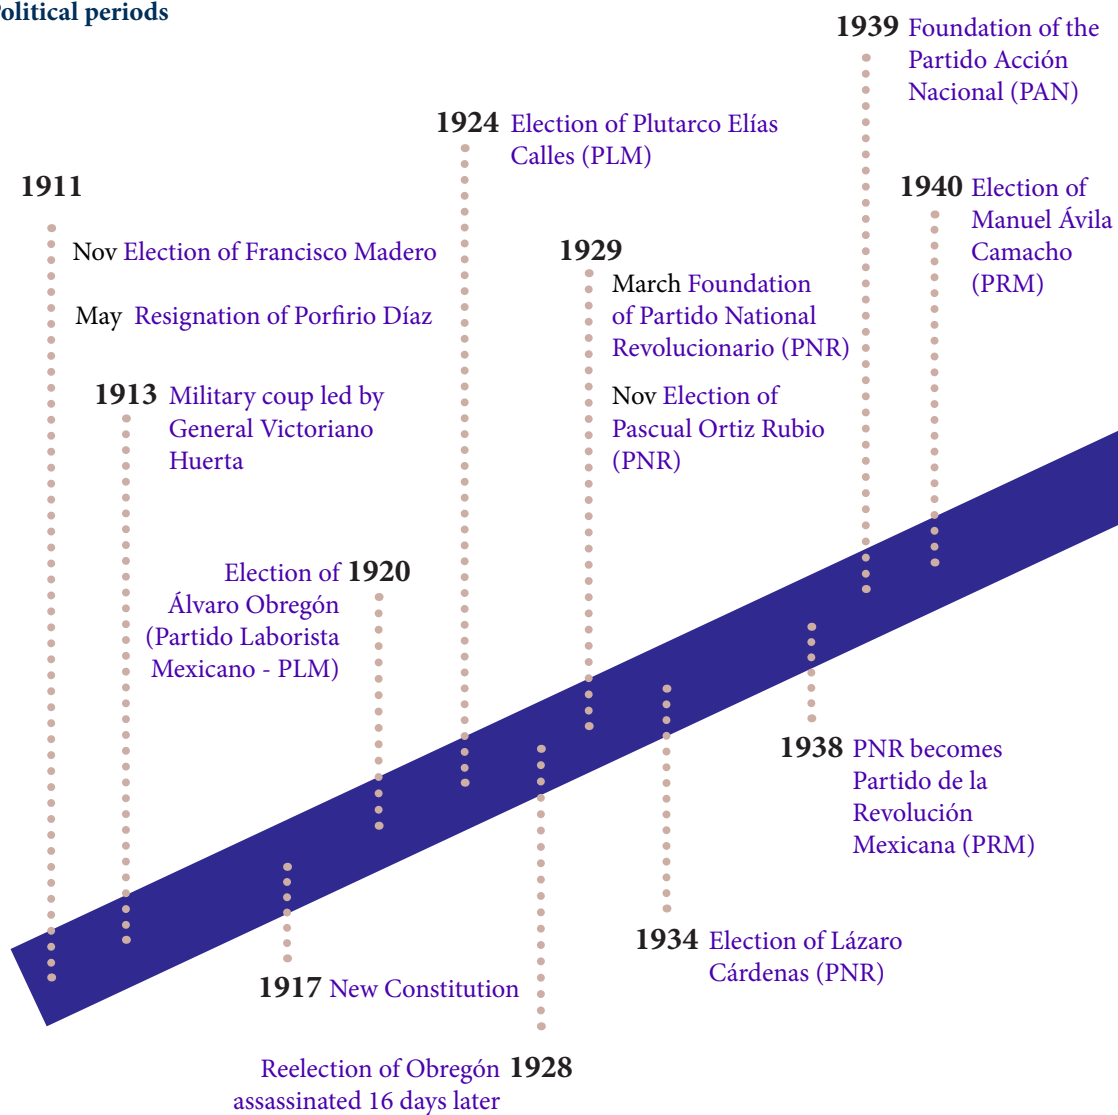 Political periods
1911
Nov Election of Francisco Madero
May Resignation of Porfirio Díaz
1913 Military coup led by
General Victoriano
Huerta
1917 New Constitution
Election of 1920
Álvaro Obregón
(Partido Laborista
Mexicano - PLM)
1924 Election of Plutarco Elías
Calles (PLM)
Reelection of Obregón 1928
assassinated 16 days later
1929
March Foundation
of Partido National
Revolucionario (PNR)
Nov Election of
Pascual Ortiz Rubio
(PNR)
1934 Election of Lázaro
Cárdenas (PNR)
1938 PNR becomes
Partido de la
Revolución
Mexicana (PRM)
1939 Foundation of the
Partido Acción
Nacional (PAN)
1940 Election of
Manuel Ávila
Camacho
(PRM)